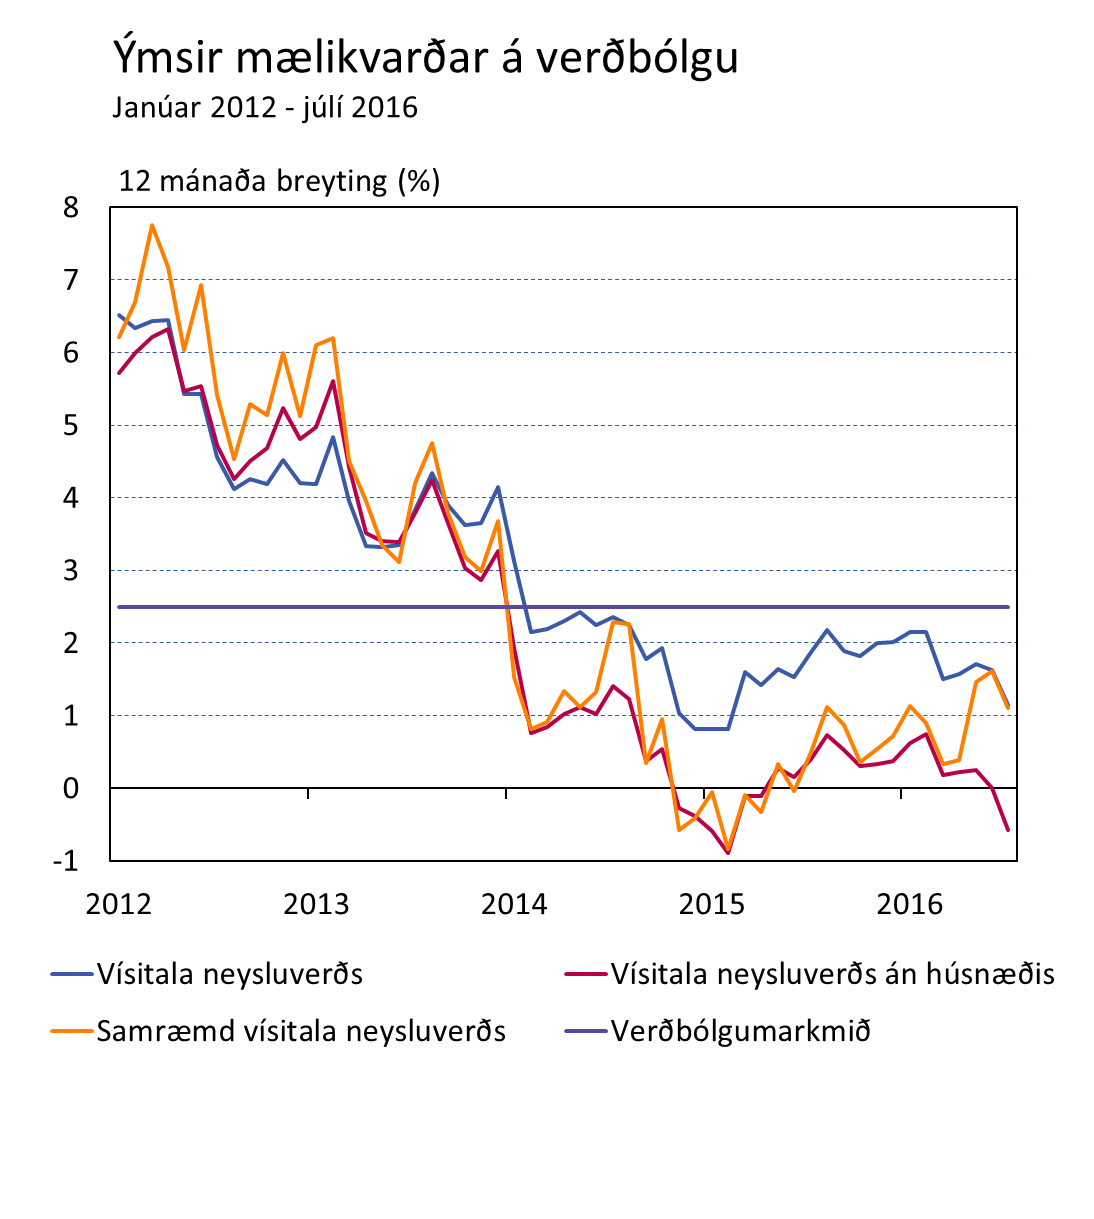 Ýmsir mælikvarðar á verðbólgu
Janúar 2012 - júlí 2016
12 mánaða breyting (%)
8
7
6
5
4
3
2
1
0
-1
2012 2013 2014 2015 2016
Vísitala neysluverðs Vísitala neysluverðs án húsnæðis
Samræmd vísitala neysluverðs Verðbólgumarkmið